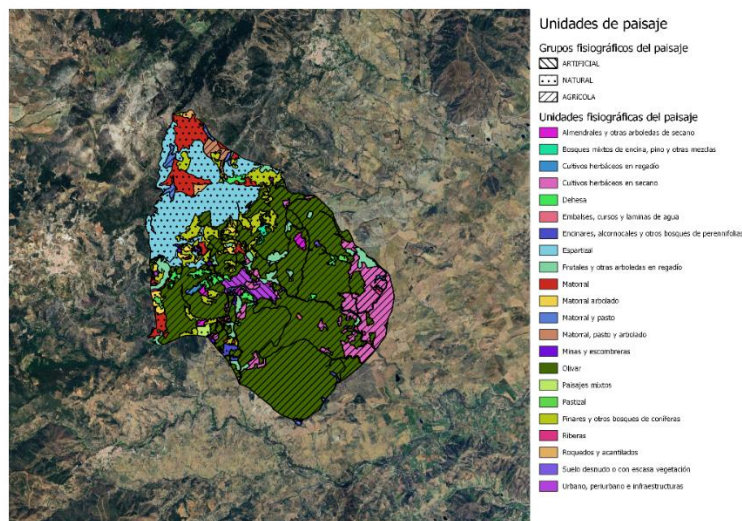 Unidades de paisaje
Grupos fisiográficos del paisaje
ARTIFICIAL
NATURAL
AGRíCOLA
Unidades fisiográficas del paisaje
Almendrales y otras arboledas de secano
Bosques mixtos de encina, pino y otras mezclas
Cultivos herbáceos en regadío
Cultivos herbáceos en secano
Dehesa
Embalses, cursos y laminas de agua
Encinares, alcornocales y otros bosques de perennifolias
Espartizal
Frutales y otras arboledas en regadío
Matorral
Matorral arbolado
Matorral y pasto
Matorral, pasto y arbolado
Minas y escombreras
Olivar
Paisajes mixtos
Pastizal
Pinares y otros bosques de coníferas
Riberas
Roquedos y acantilados
Suelo desnudo o con escasa vegetación
Urbano, periurbano e infraestructuras